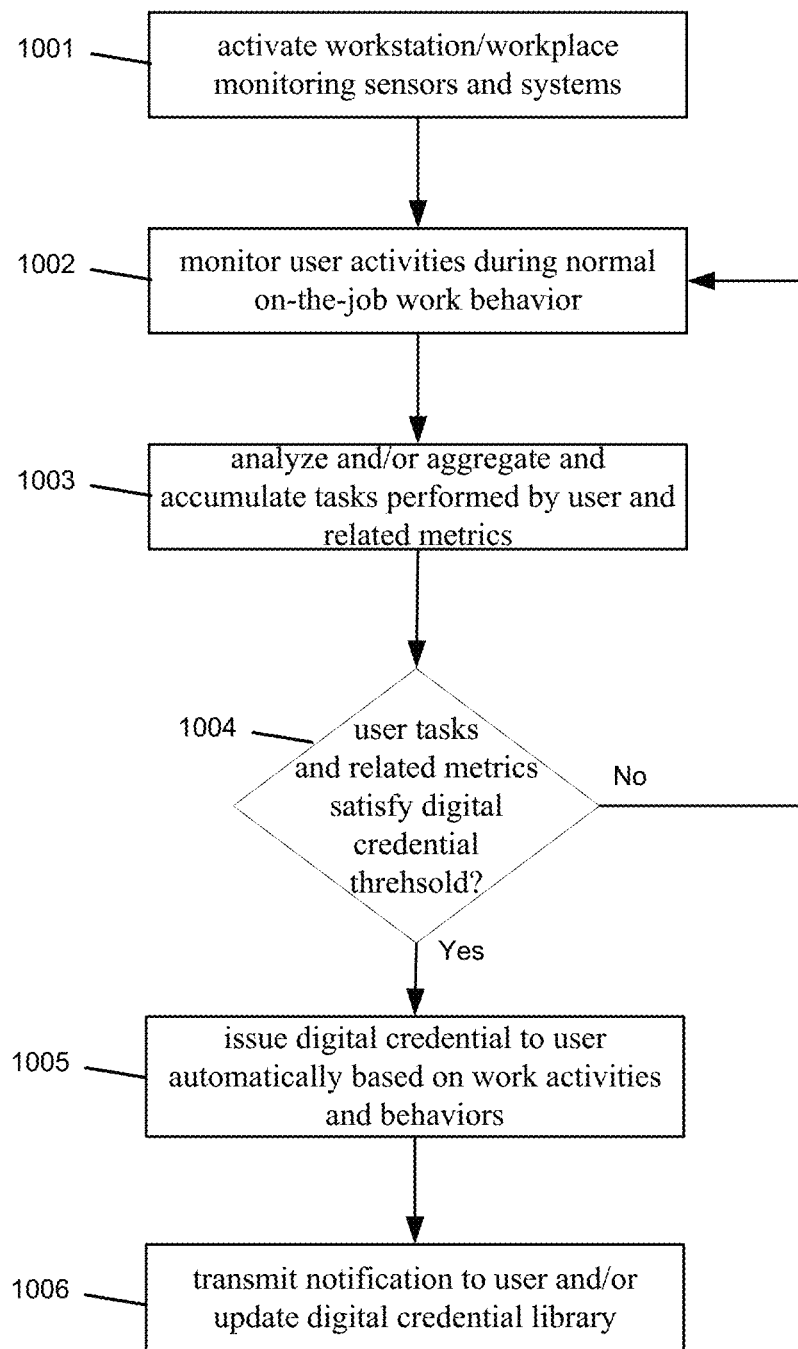 1001
activate workstation/workplace
monitoring sensors and systems
1002
monitor user activities during normal
on-the-job work behavior
1003
analyze and/or aggregate and
accumulate tasks performed by user and
related metrics
1004
user tasks
and related metrics
satisfy digital
credential
threhsold?
No
Yes
1005
issue digital credential to user
automatically based on work activities
and behaviors
1006
transmit notification to user and/or
update digital credential library